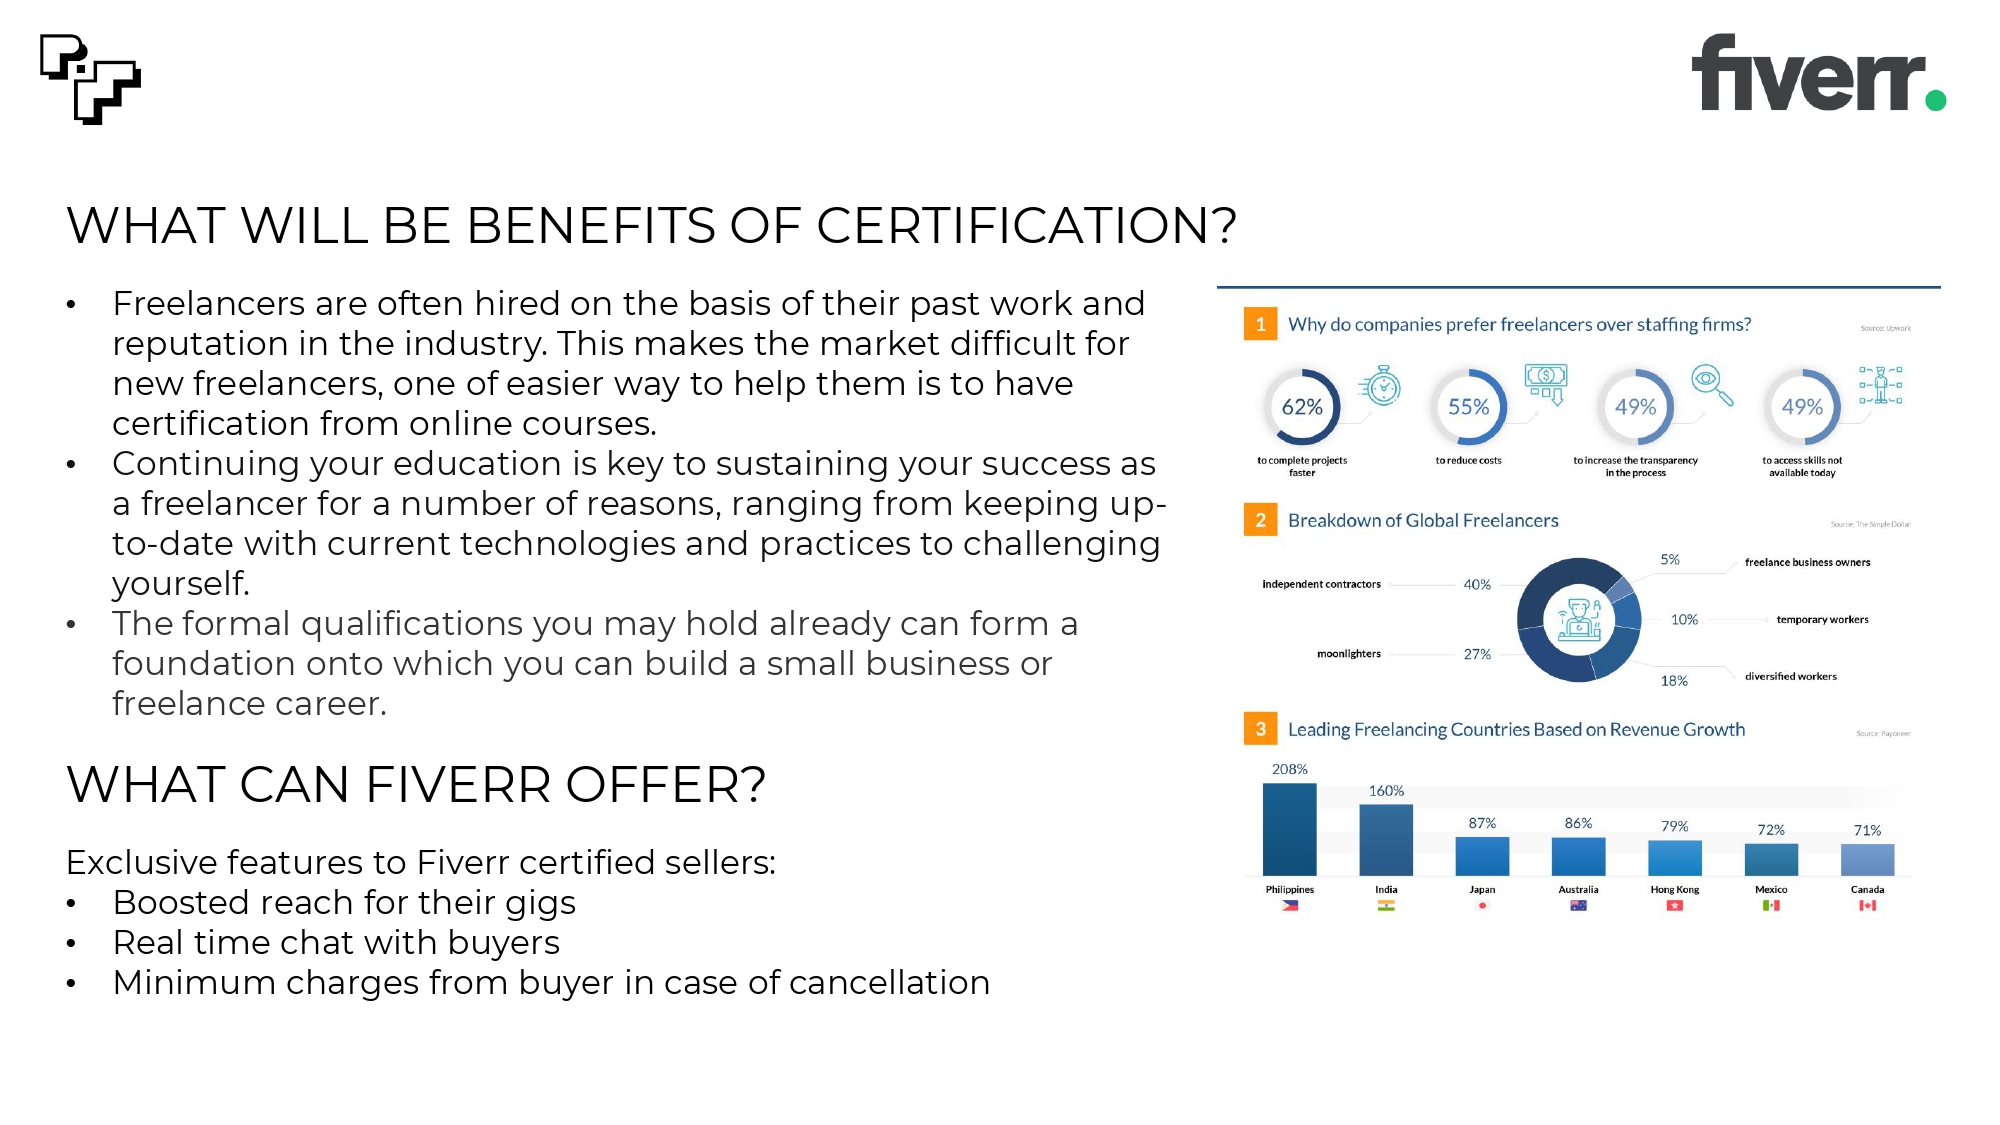 fiverr.
WHAT WILL BE BENEFITS OF CERTIFICATION?
• Freelancers are often hired on the basis of their past work and
reputation in the industry. This makes the market difficult for
new freelancers, one of easier way to help them is to have
certification from online courses.
• Continuing your education is key to sustaining your success as
a freelancer for a number of reasons, ranging from keeping up-
to-date with current technologies and practices to challenging
yourself.
• The formal qualifications you may hold already can form a
foundation onto which you can build a small business or
freelance career.
WHAT CAN FIVERR OFFER?
Exclusive features to Fiverr certified sellers:
• Boosted reach for their gigs
• Real time chat with buyers
• Minimum charges from buyer in case of cancellation
1 Why do companies prefer freelancers over staffing firms? Source: Upwork
62% 55% 49% 49%
to complete projects to reduce costs to increase the transparency to access skills not
faster in the process available today
2 Breakdown of Global Freelancers Source: The Simple Dollar
5% freelance business owners
independent contractors 40%
10% temporary workers
moonlighters 27%
18% diversified workers
3 Leading Freelancing Countries Based on Revenue Growth Source: Payoneer
208% 160% 87% 86% 79% 72% 71%
Philippines India Japan Australia Hong Kong Mexico Canada